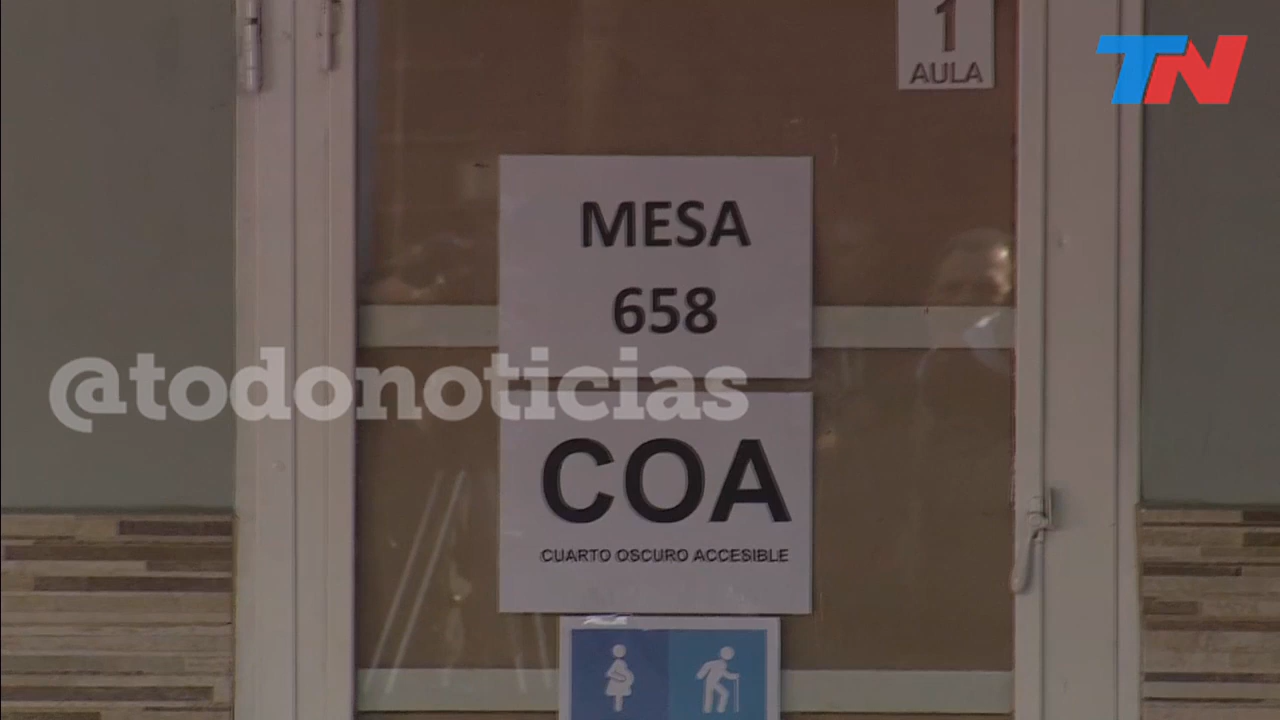 1
AULA
TN
MESA
658
@todonoticias
COA
CUARTO OSCURO ACCESIBLE